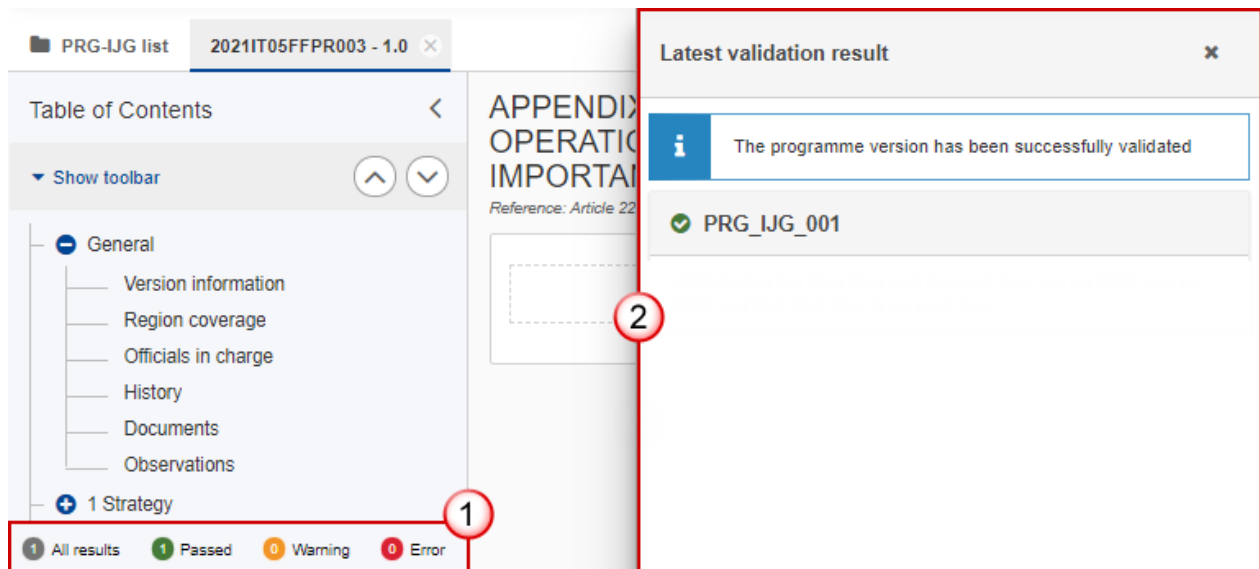 PRG-IJG list
2021IT05FFPR003 - 1.0
Table of Contents
Show toolbar
General
Version information
Region coverage
Officials in charge
History
Documents
Observations
1 Strategy
1
1 All results 1 Passed 0 Warning 0 Error
APPENDIX
OPERATIO
IMPORTAN
Reference: Article 22
2
Latest validation result
The programme version has been successfully validated
PRG_IJG_001